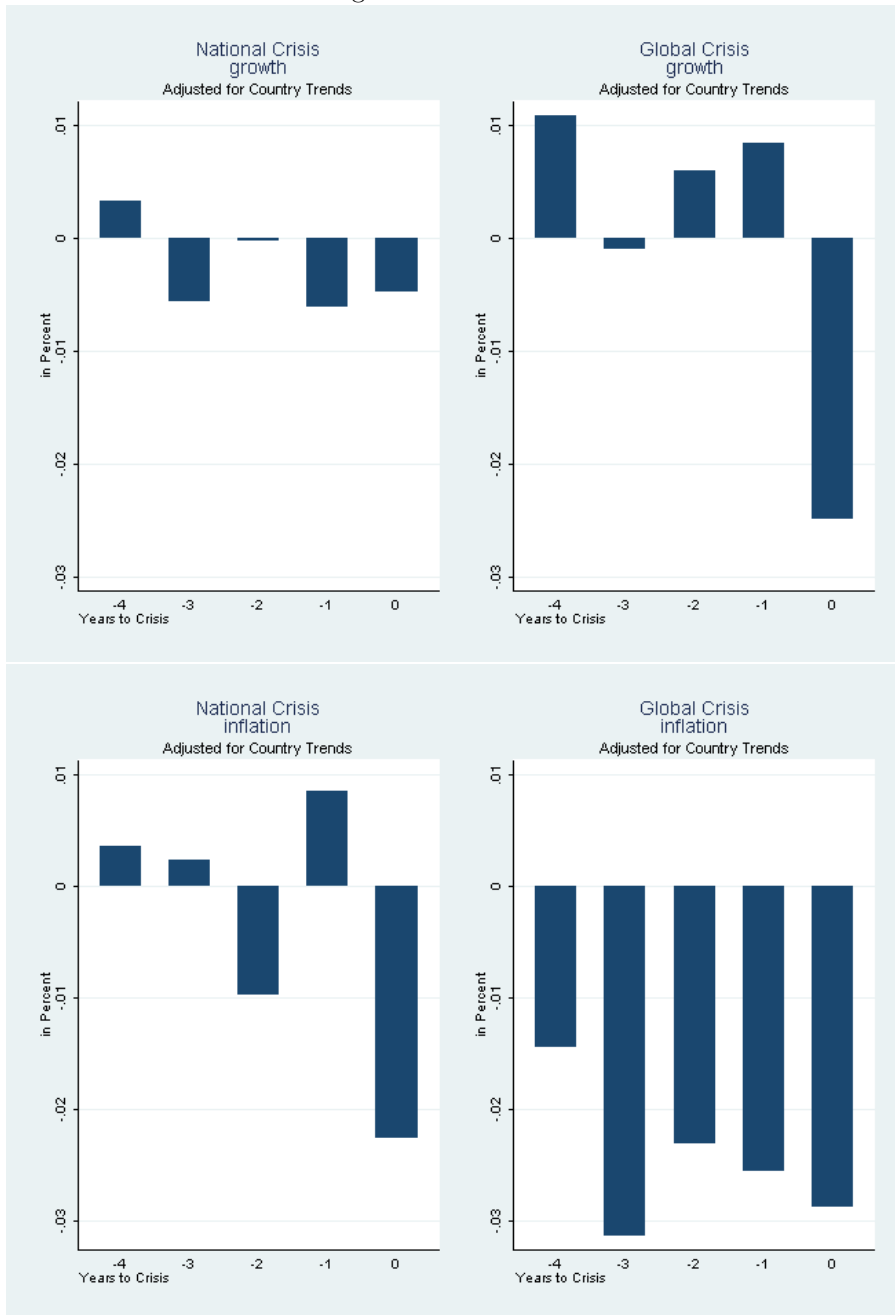 National Crisis
growth
Adjusted for Country Trends
.01
0
-.01
-.02
-.03
in Percent
-4 -3 -2 -1 0
Years to Crisis
Global Crisis
growth
Adjusted for Country Trends
.01
0
-.01
-.02
-.03
in Percent
-4 -3 -2 -1 0
Years to Crisis
National Crisis
inflation
Adjusted for Country Trends
.01
0
-.01
-.02
-.03
in Percent
-4 -3 -2 -1 0
Years to Crisis
Global Crisis
inflation
Adjusted for Country Trends
.01
0
-.01
-.02
-.03
in Percent
-4 -3 -2 -1 0
Years to Crisis